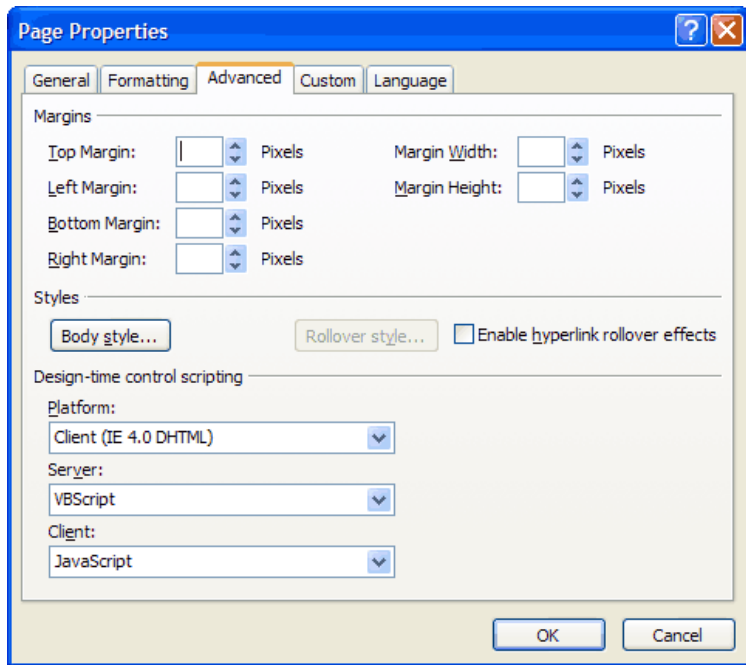 Page Properties
General Formatting Advanced Custom Language
Margins
Top Margin: Pixels Margin Width: Pixels
Left Margin: Pixels Margin Height: Pixels
Bottom Margin: Pixels
Right Margin: Pixels
Styles
Body style... Rollover style... Enable hyperlink rollover effects
Design-time control scripting
Platform:
Client (IE 4.0 DHTML)
Server:
VBScript
Client:
JavaScript
OK Cancel